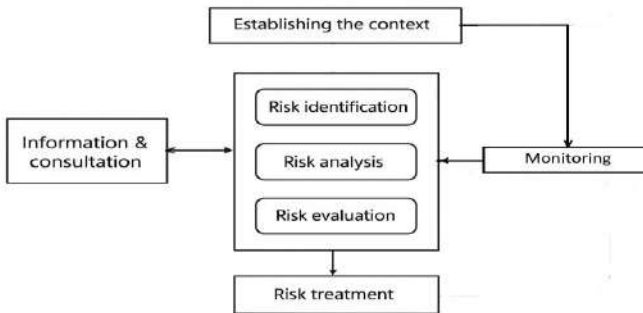 Establishing the context
Risk identification
Information &
consultation
Risk analysis
Monitoring
Risk evaluation
Risk treatment